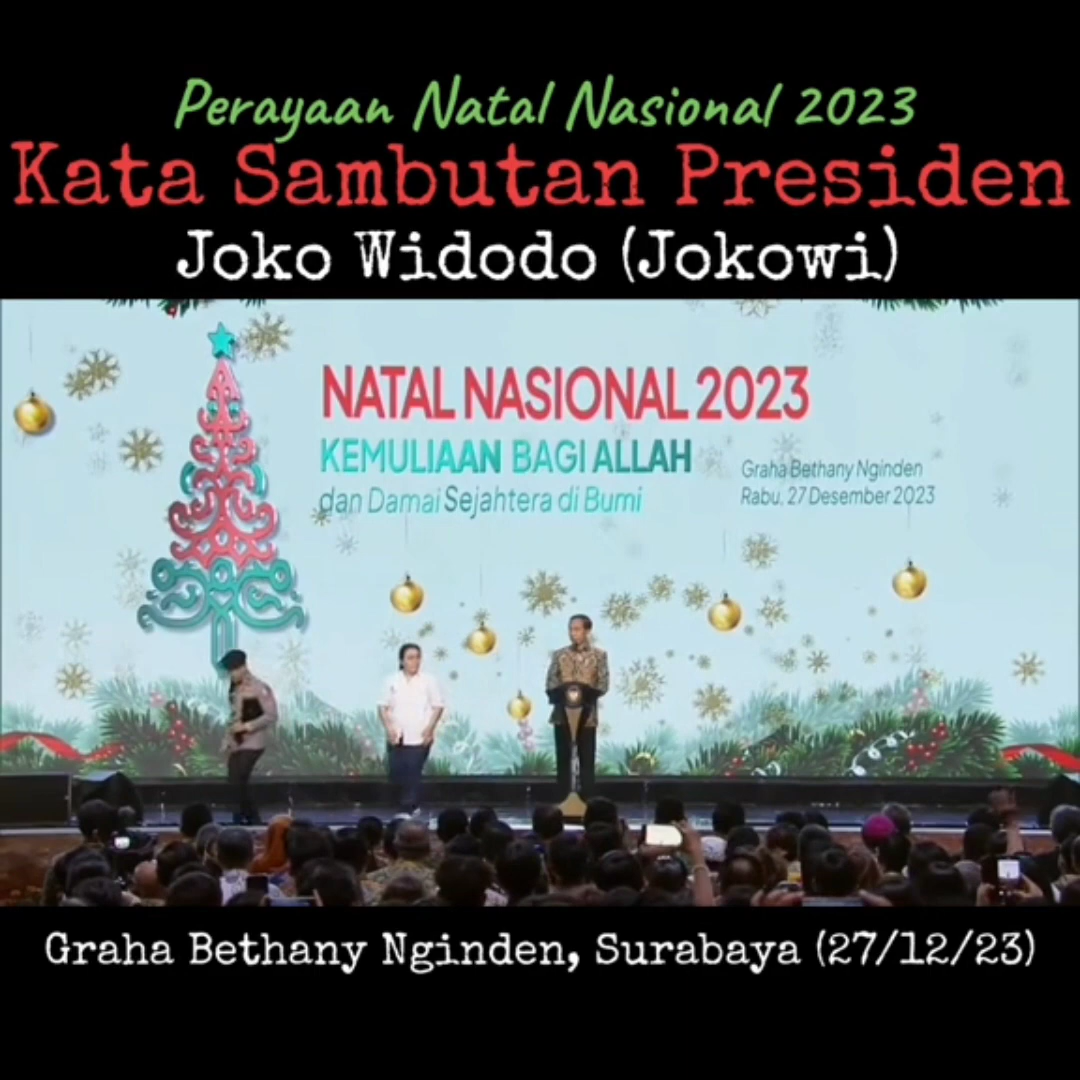 Perayaan Natal Nasional 2023
Kata Sambutan Presiden
Joko Widodo (Jokowi)
NATAL NASIONAL 2023
KEMULIAAN BAGI ALLAH
dan Damai Sejahtera di Bumi
Graha Bethany Nginden
Rabu, 27 Desember 2023
Graha Bethany Nginden, Surabaya (27/12/23)